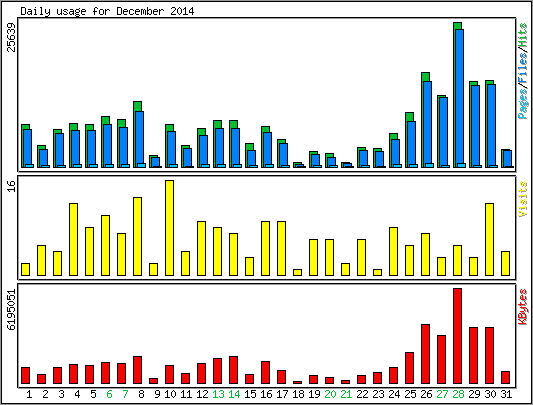 Daily usage for December 2014
25639
Pages/Files/Hits
16
Visits
6195051
KBytes
1 2 3 4 5 6 7 8 9 10 11 12 13 14 15 16 17 18 19 20 21 22 23 24 25 26 27 28 29 30 31